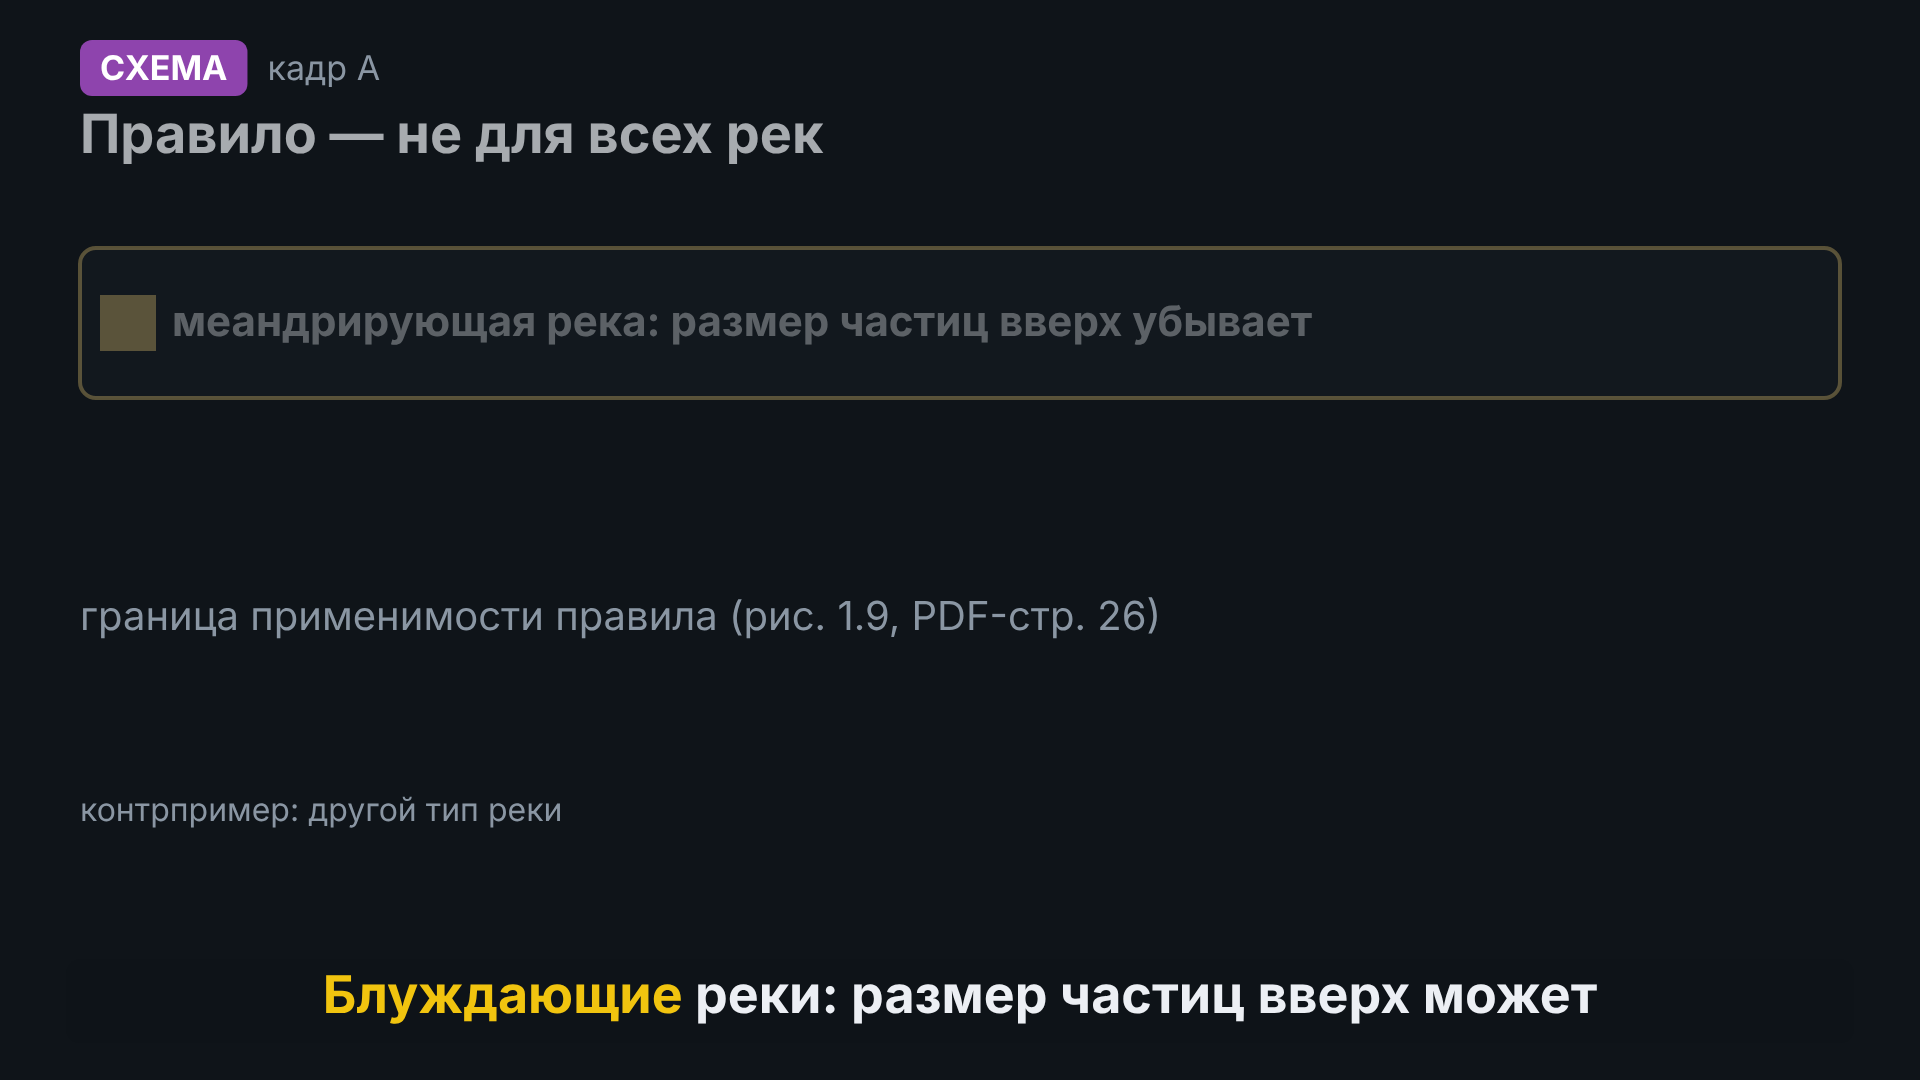 СХЕМА кадр А
Правило — не для всех рек
меандрирующая река: размер частиц вверх убывает
граница применимости правила (рис. 1.9, PDF-стр. 26)
контрпример: другой тип реки
Блуждающие реки: размер частиц вверх может